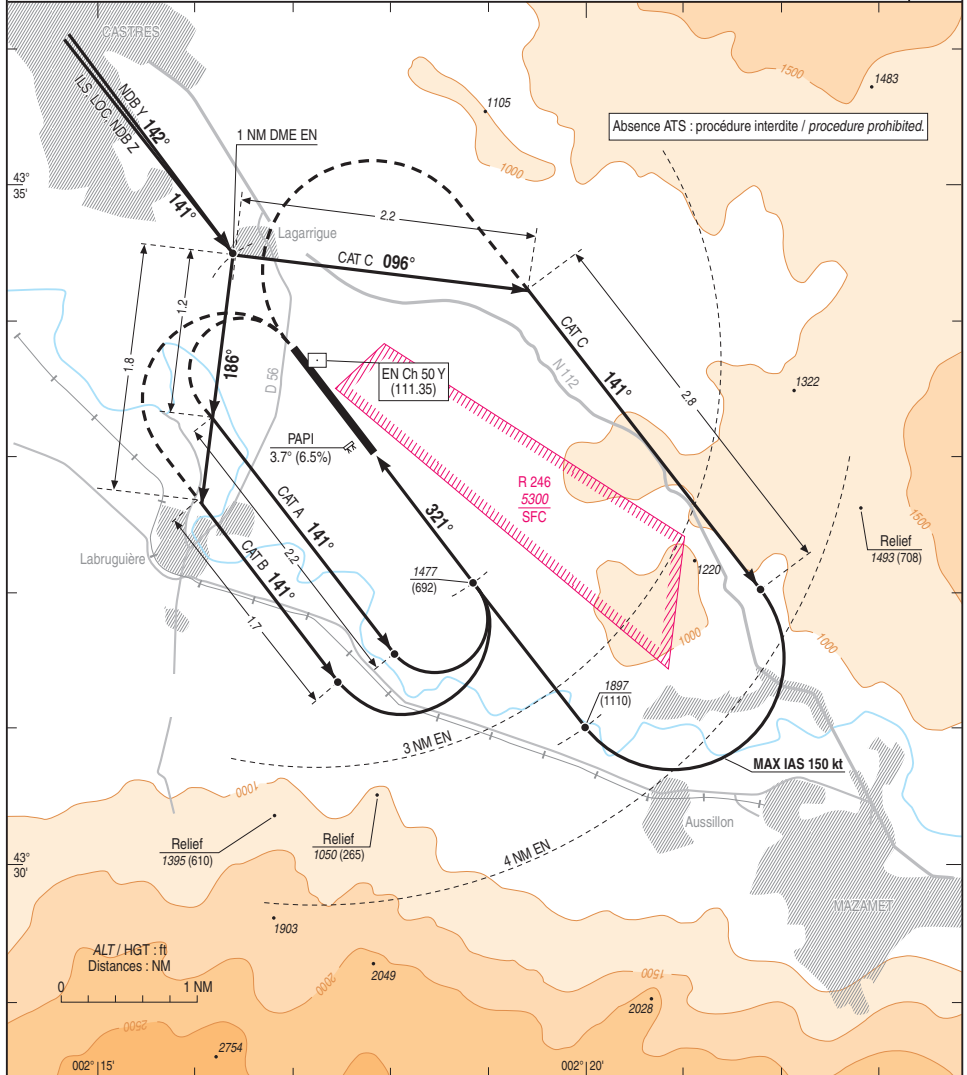 CASTRES
NDB Y 142°
ILS, LOC, NDB Z
141°
1 NM DME EN
1105
1500
1483
Absence ATS : procédure interdite / procedure prohibited.
1000
43°
35'
Lagarrigue
2.2
CAT C 096°
1.2
1.8
186°
D 56
EN Ch 50 Y
(111.35)
CAT C
141°
N 112
2.8
1322
PAPI
3.7° (6.5%)
R 246
5300
SFC
321°
CAT A
141°
2.2
Labruguière
CAT B
141°
1.7
1477
(692)
1220
1000
1500
Relief
1493 (708)
1000
1897
(1110)
3 NM EN
MAX IAS 150 kt
1000
Relief
1395 (610)
Relief
1050 (265)
Aussillon
4 NM EN
43°
30'
MAZAMET
1903
ALT / HGT : ft
Distances : NM
0 1 NM
2000
2049
1500
2028
2500
2754
002° 15'
002° 20'